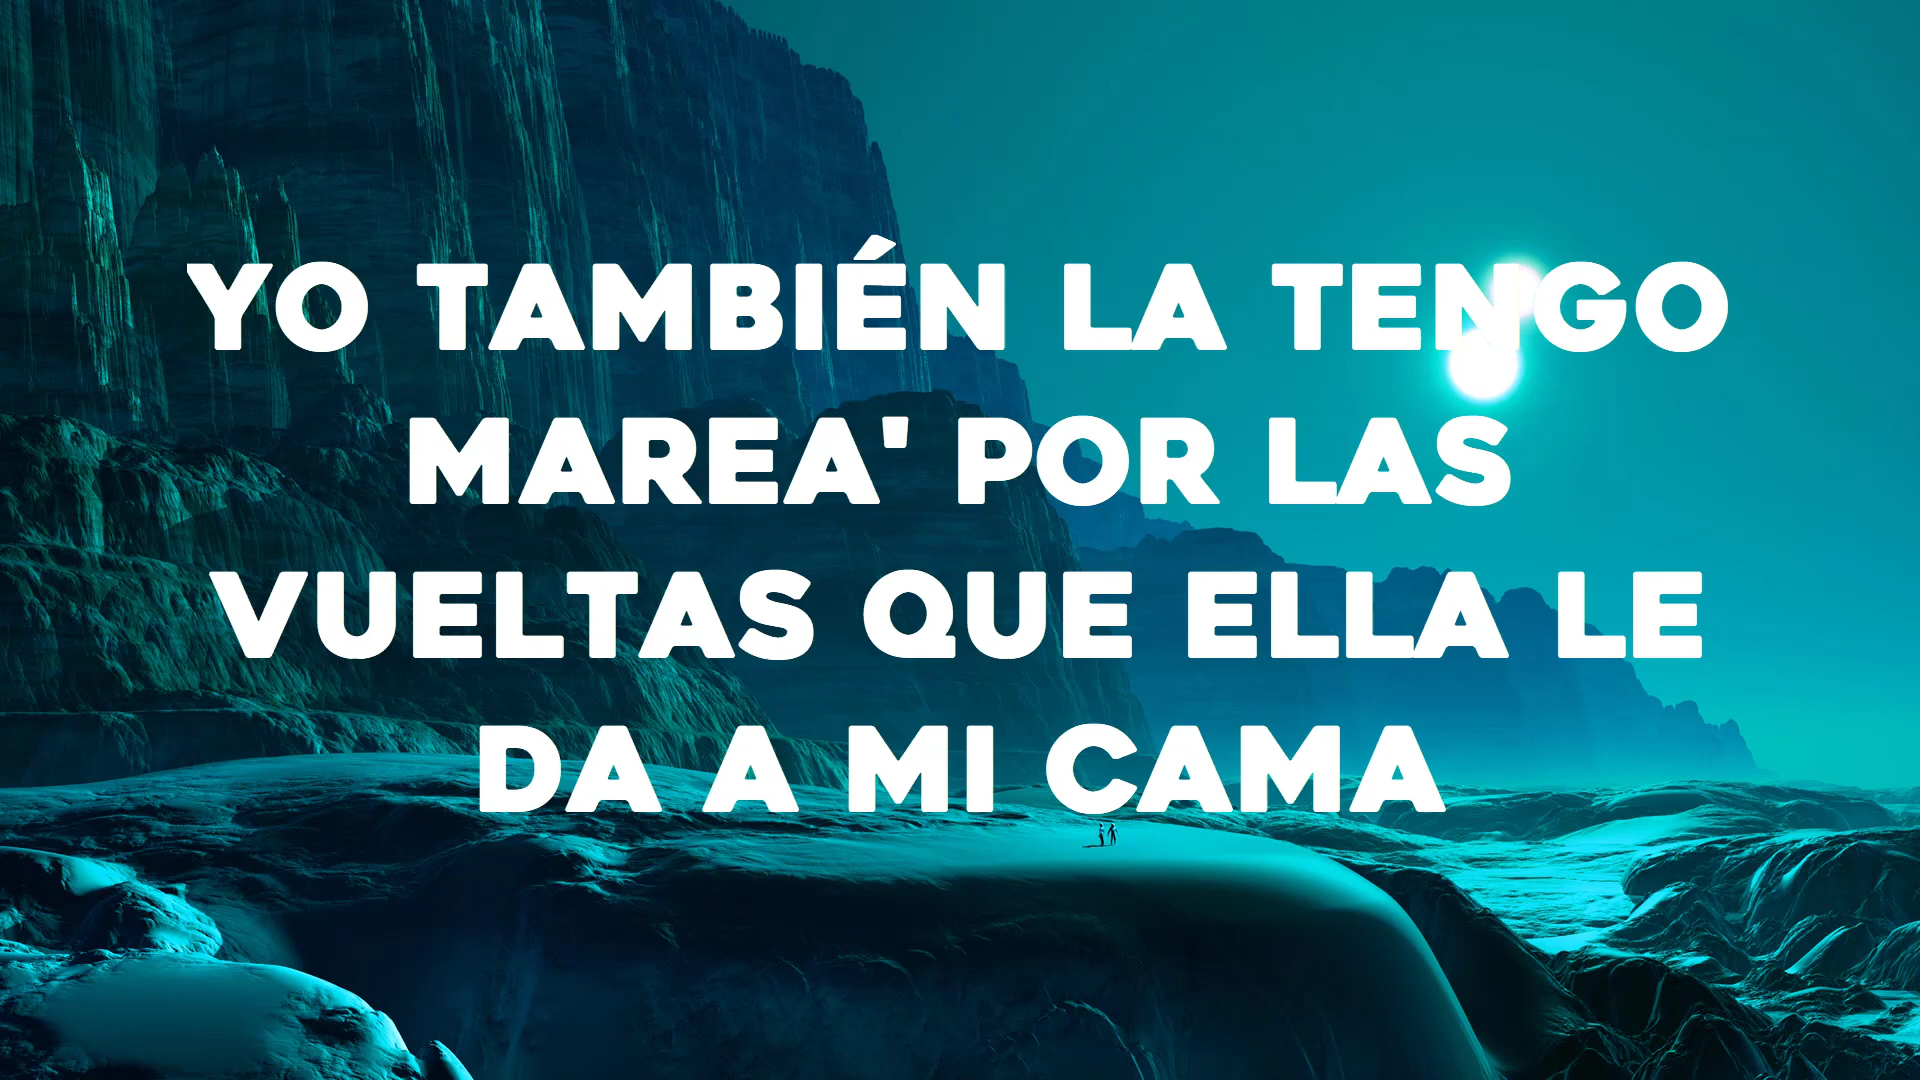 YO TAMBIÉN LA TENGO
MAREA' POR LAS
VUELTAS QUE ELLA LE
DA A MI CAMA